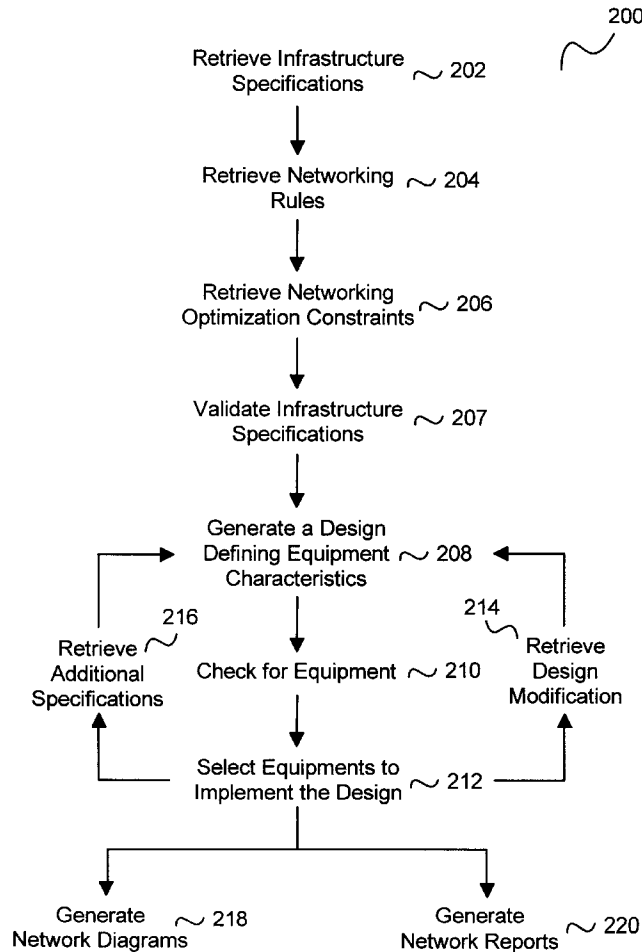 200
Retrieve Infrastructure
Specifications
202
Retrieve Networking
Rules
204
Retrieve Networking
Optimization Constraints
206
Validate Infrastructure
Specifications
207
Generate a Design
Defining Equipment
Characteristics
208
216
Retrieve
Additional
Specifications
214
Retrieve
Design
Modification
Check for Equipment
210
Select Equipments to
Implement the Design
212
Generate
Network Diagrams
218
Generate
Network Reports
220